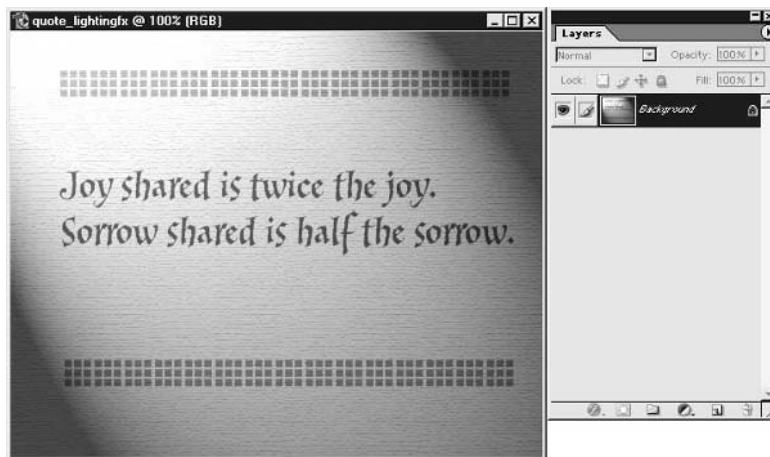 quote_lightingfx @ 100% (RGB)
Layers
Normal Opacity: 100%
Lock: Fill: 100%
Background
Joy shared is twice the joy.
Sorrow shared is half the sorrow.